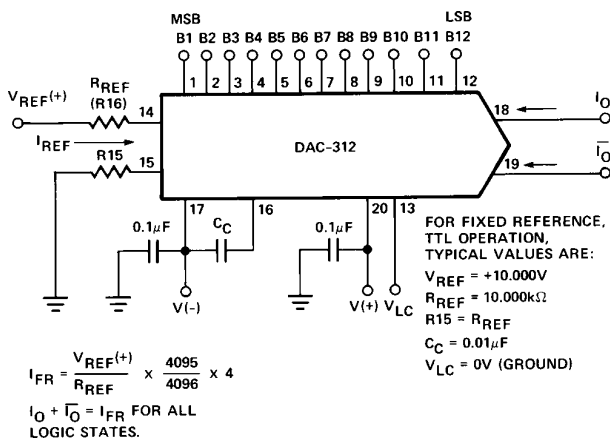 MSB LSB
B1 B2 B3 B4 B5 B6 B7 B8 B9 B10 B11 B12
1 2 3 4 5 6 7 8 9 10 11 12
V_REF(+)
R_REF
(R16)
14
I_REF
R15
15
DAC-312
18
I_O
19
\overline{I_O}
17 16 20 13
0.1μF
C_C
0.1μF
V(-)
V(+)
V_LC
FOR FIXED REFERENCE,
TTL OPERATION,
TYPICAL VALUES ARE:
V_REF = +10.000V
R_REF = 10.000kΩ
R15 = R_REF
C_C = 0.01μF
V_LC = 0V (GROUND)
I_FR = V_REF(+) / R_REF × 4095 / 4096 × 4
I_O + \overline{I_O} = I_FR FOR ALL
LOGIC STATES.